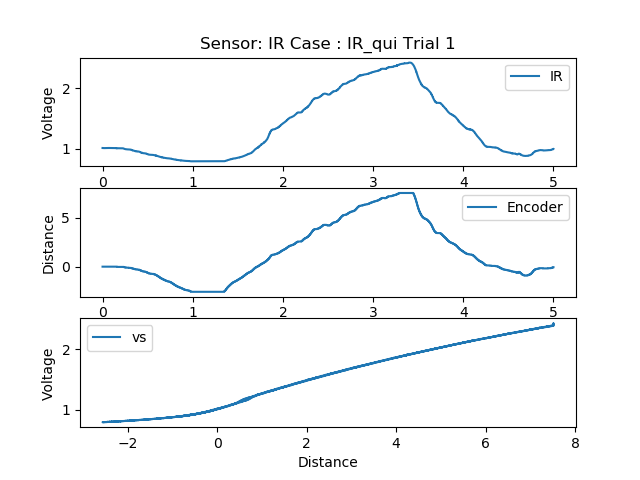 Sensor: IR Case : IR_qui Trial 1
2
1
Voltage
IR
0 1 2 3 4 5
5
0
Distance
Encoder
0 1 2 3 4 5
2
1
Voltage
vs
−2 0 2 4 6 8
Distance